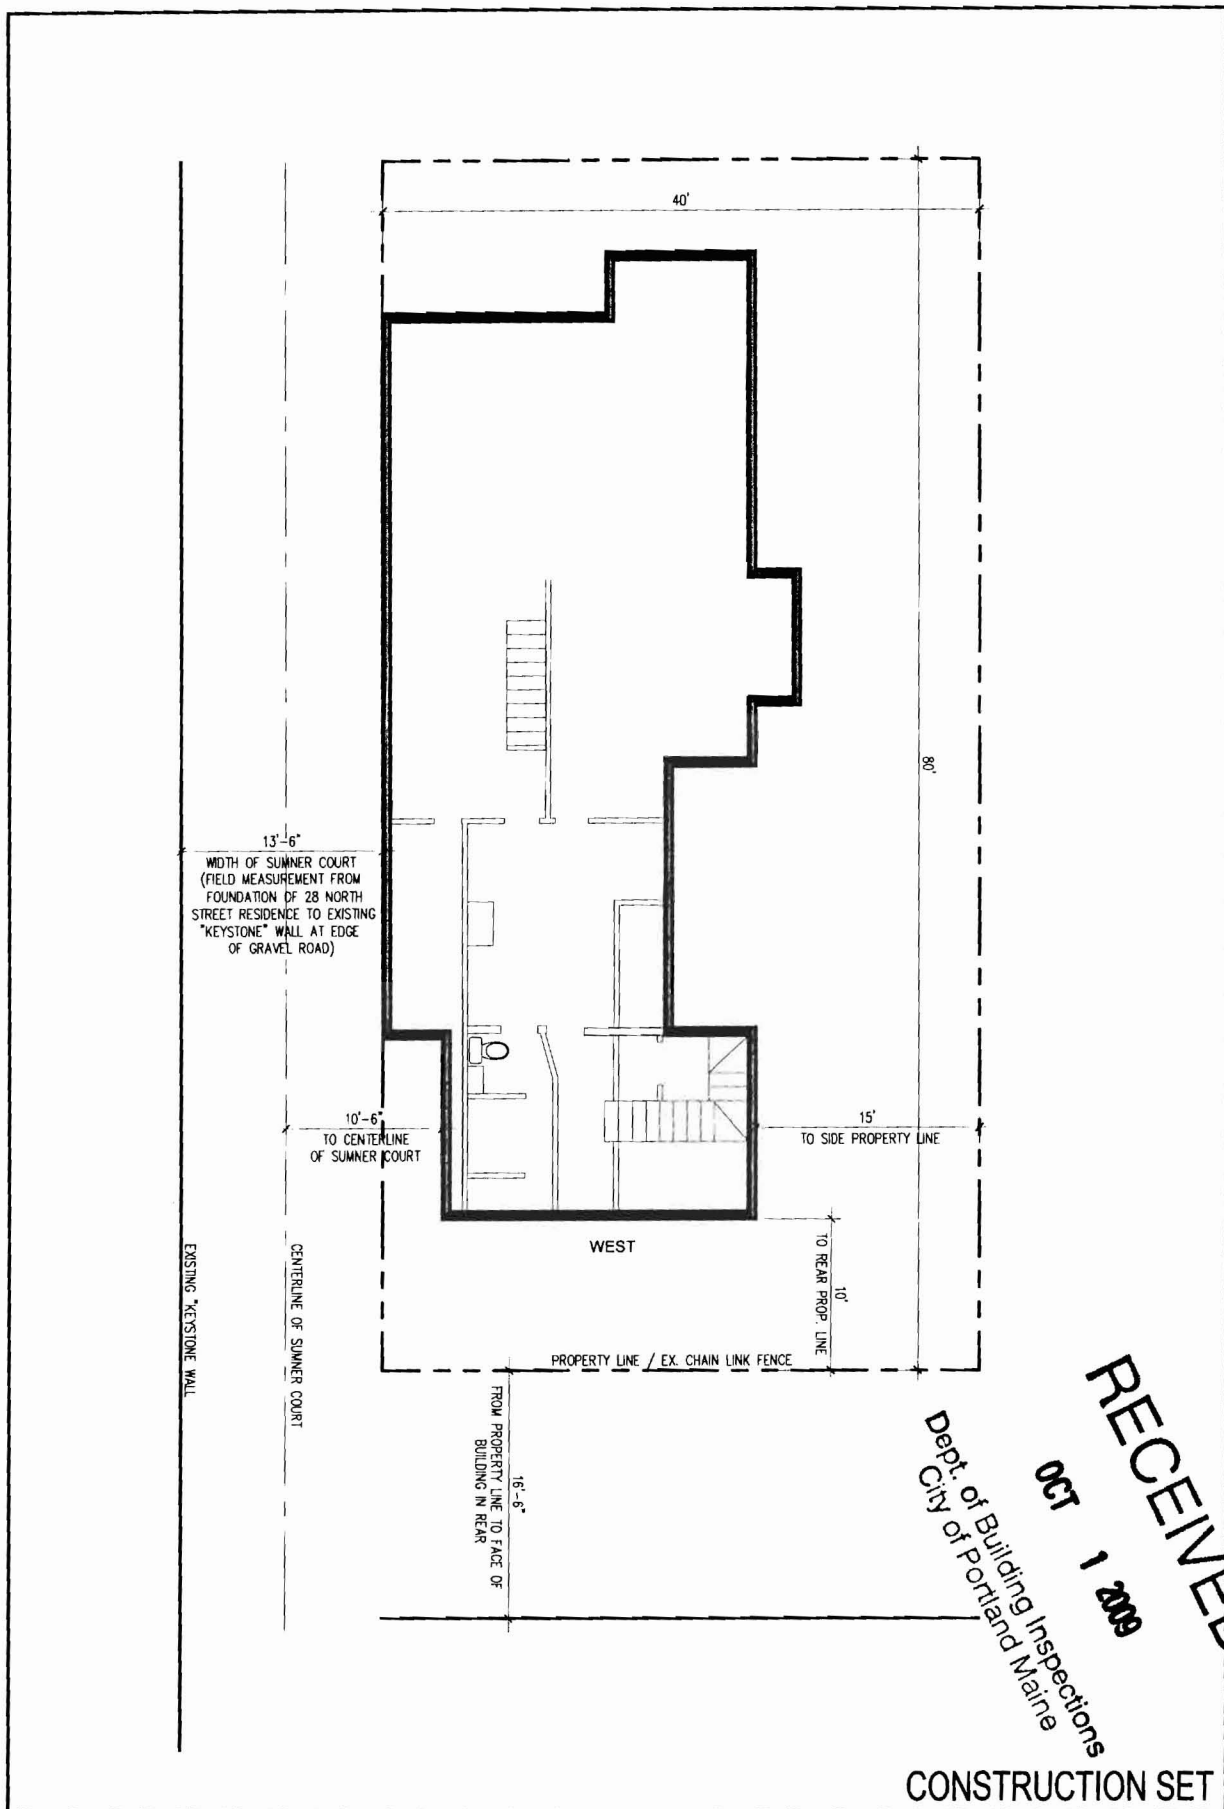 40'
80'
13'-6"
WIDTH OF SUMNER COURT
(FIELD MEASUREMENT FROM
FOUNDATION OF 28 NORTH
STREET RESIDENCE TO EXISTING
"KEYSTONE" WALL AT EDGE
OF GRAVEL ROAD)
10'-6"
TO CENTERLINE
OF SUMNER COURT
15'
TO SIDE PROPERTY LINE
WEST
10'
TO REAR PROP. LINE
EXISTING "KEYSTONE WALL
CENTERLINE OF SUMNER COURT
PROPERTY LINE / EX. CHAIN LINK FENCE
16'-6"
FROM PROPERTY LINE TO FACE OF
BUILDING IN REAR
RECEIVED
OCT 1 2009
Dept. of Building Inspections
City of Portland Maine
CONSTRUCTION SET